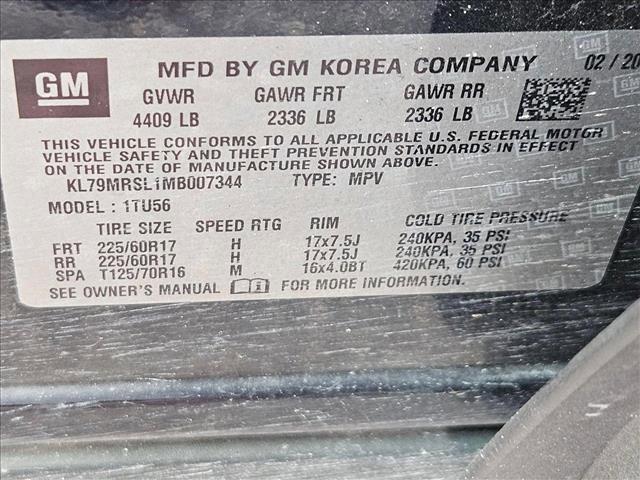 GM
MFD BY GM KOREA COMPANY 02 / 20
GVWR GAWR FRT GAWR RR
4409 LB 2336 LB 2336 LB
THIS VEHICLE CONFORMS TO ALL APPLICABLE U.S. FEDERAL MOTOR
VEHICLE SAFETY AND THEFT PREVENTION STANDARDS IN EFFECT
ON THE DATE OF MANUFACTURE SHOWN ABOVE.
KL79MRSL1MB007344 TYPE: MPV
MODEL : 1TU56
TIRE SIZE SPEED RTG RIM COLD TIRE PRESSURE
FRT 225/60R17 H 17x7.5J 240KPA, 35 PSI
RR 225/60R17 H 17x7.5J 240KPA, 35 PSI
SPA T125/70R16 M 16x4.0BT 420KPA, 60 PSI
SEE OWNER'S MANUAL FOR MORE INFORMATION.